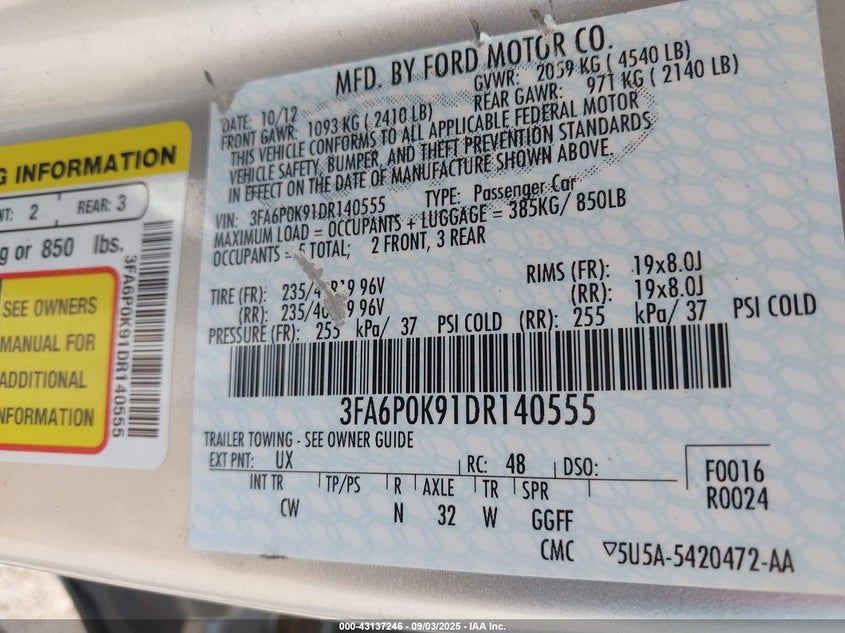 MFD. BY FORD MOTOR CO.
DATE: 10/12 GVWR: 2059 KG ( 4540 LB)
FRONT GAWR: 1093 KG ( 2410 LB) REAR GAWR: 971 KG ( 2140 LB)
THIS VEHICLE CONFORMS TO ALL APPLICABLE FEDERAL MOTOR
VEHICLE SAFETY, BUMPER, AND THEFT PREVENTION STANDARDS
IN EFFECT ON THE DATE OF MANUFACTURE SHOWN ABOVE.
VIN: 3FA6P0K91DR140555 TYPE: Passenger Car
MAXIMUM LOAD = OCCUPANTS + LUGGAGE = 385KG/ 850LB
OCCUPANTS = 5 TOTAL; 2 FRONT, 3 REAR
TIRE (FR): 96V RIMS (FR): 19x8.0J
(RR): 96V (RR): 19x8.0J
PRESSURE (FR): 255 kPa/ 37 PSI COLD (RR): 255 kPa/ 37 PSI COLD
3FA6P0K91DR140555
TRAILER TOWING - SEE OWNER GUIDE
EXT PNT: UX RC: 48 DSO:
INT TR TP/PS R AXLE TR SPR
CW N 32 W GGFF
F0016
R0024
CMC ▽5U5A-5420472-AA
G INFORMATION
NT: 2 REAR: 3
g or 850 lbs.
SEE OWNERS
MANUAL FOR
ADDITIONAL
INFORMATION
3FA6P0K91DR140555
000-43137246 - 09/03/2025 - IAA Inc.